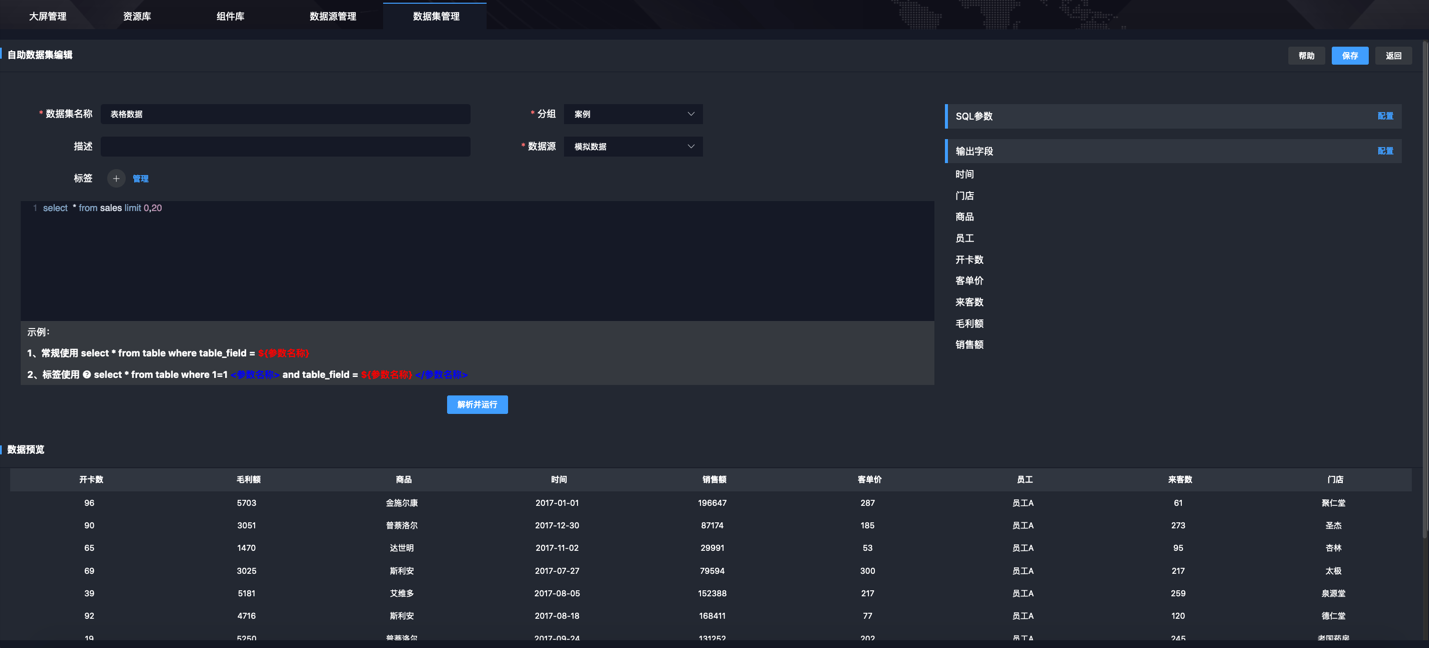 大屏管理 资源库 组件库 数据源管理 数据集管理
自助数据集编辑 帮助 保存 返回
* 数据集名称 表格数据 * 分组 案例
描述 * 数据源 模拟数据
标签 + 管理
1 select * from sales limit 0,20
示例:
1、常规使用 select * from table where table_field = ${参数名称}
2、标签使用 ? select * from table where 1=1 <参数名称> and table_field = ${参数名称} </参数名称>
解析并运行
SQL参数 配置
输出字段 配置
时间
门店
商品
员工
开卡数
客单价
来客数
毛利额
销售额
数据预览
开卡数 毛利额 商品 时间 销售额 客单价 员工 来客数 门店
96 5703 金施尔康 2017-01-01 196647 287 员工A 61 聚仁堂
90 3051 普萘洛尔 2017-12-30 87174 185 员工A 273 圣杰
65 1470 达世明 2017-11-02 29991 53 员工A 95 杏林
69 3025 斯利安 2017-07-27 79594 300 员工A 217 太极
39 5181 艾维多 2017-08-05 152388 217 员工A 259 泉源堂
92 4716 斯利安 2017-08-18 168411 77 员工A 120 德仁堂
19 5250 普萘洛尔 2017-09-24 131252 202 员工A 245 老国药房